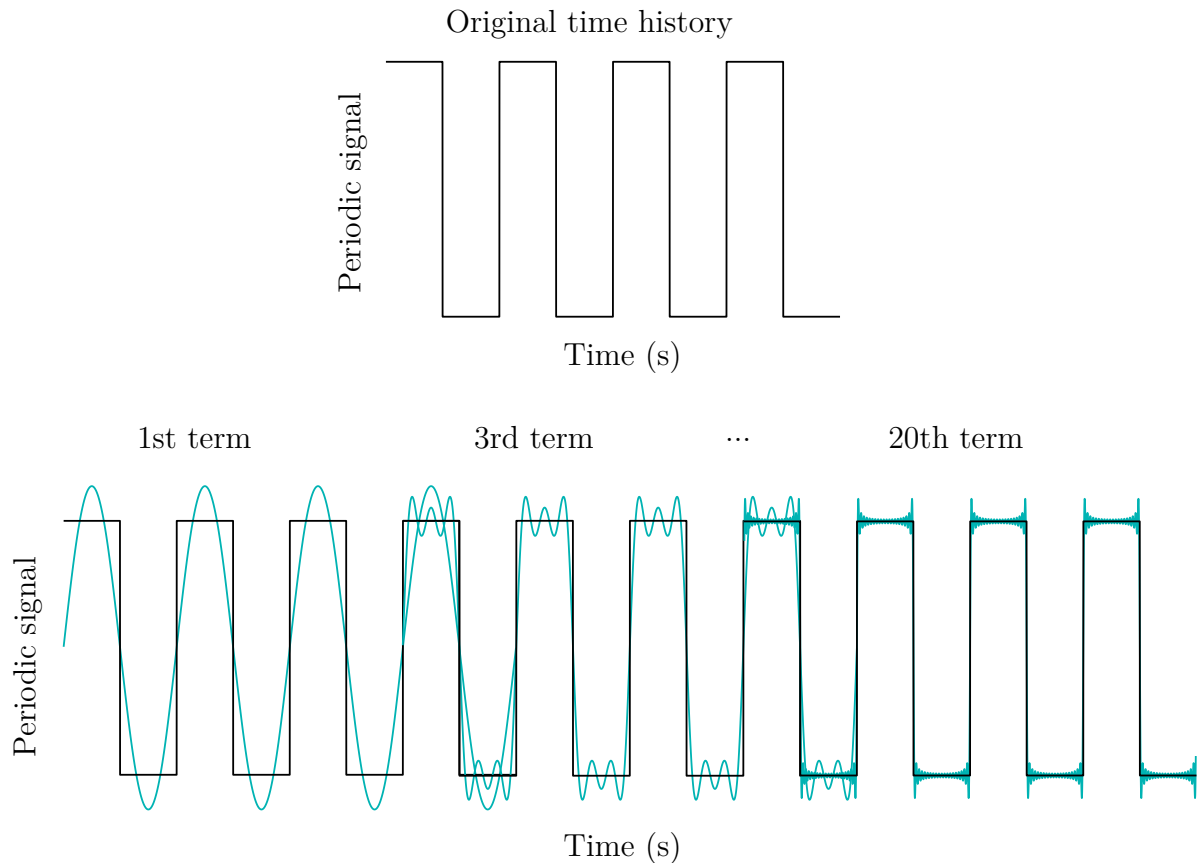 Original time history
Periodic signal
Time (s)
1st term
3rd term
...
20th term
Periodic signal
Time (s)